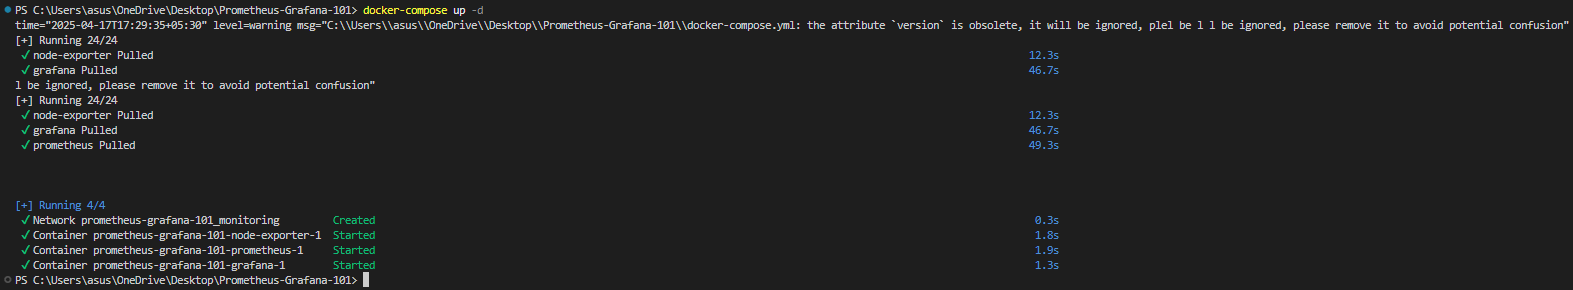 PS C:\Users\asus\OneDrive\Desktop\Prometheus-Grafana-101> docker-compose up -d
time="2025-04-17T17:29:35+05:30" level=warning msg="C:\\Users\\asus\\OneDrive\\Desktop\\Prometheus-Grafana-101\\docker-compose.yml: the attribute `version` is obsolete, it will be ignored, plel be l l be ignored, please remove it to avoid potential confusion"
[+] Running 24/24
✓ node-exporter Pulled 12.3s
✓ grafana Pulled 46.7s
l be ignored, please remove it to avoid potential confusion"
[+] Running 24/24
✓ node-exporter Pulled 12.3s
✓ grafana Pulled 46.7s
✓ prometheus Pulled 49.3s
[+] Running 4/4
✓ Network prometheus-grafana-101_monitoring Created 0.3s
✓ Container prometheus-grafana-101-node-exporter-1 Started 1.8s
✓ Container prometheus-grafana-101-prometheus-1 Started 1.9s
✓ Container prometheus-grafana-101-grafana-1 Started 1.3s
PS C:\Users\asus\OneDrive\Desktop\Prometheus-Grafana-101>